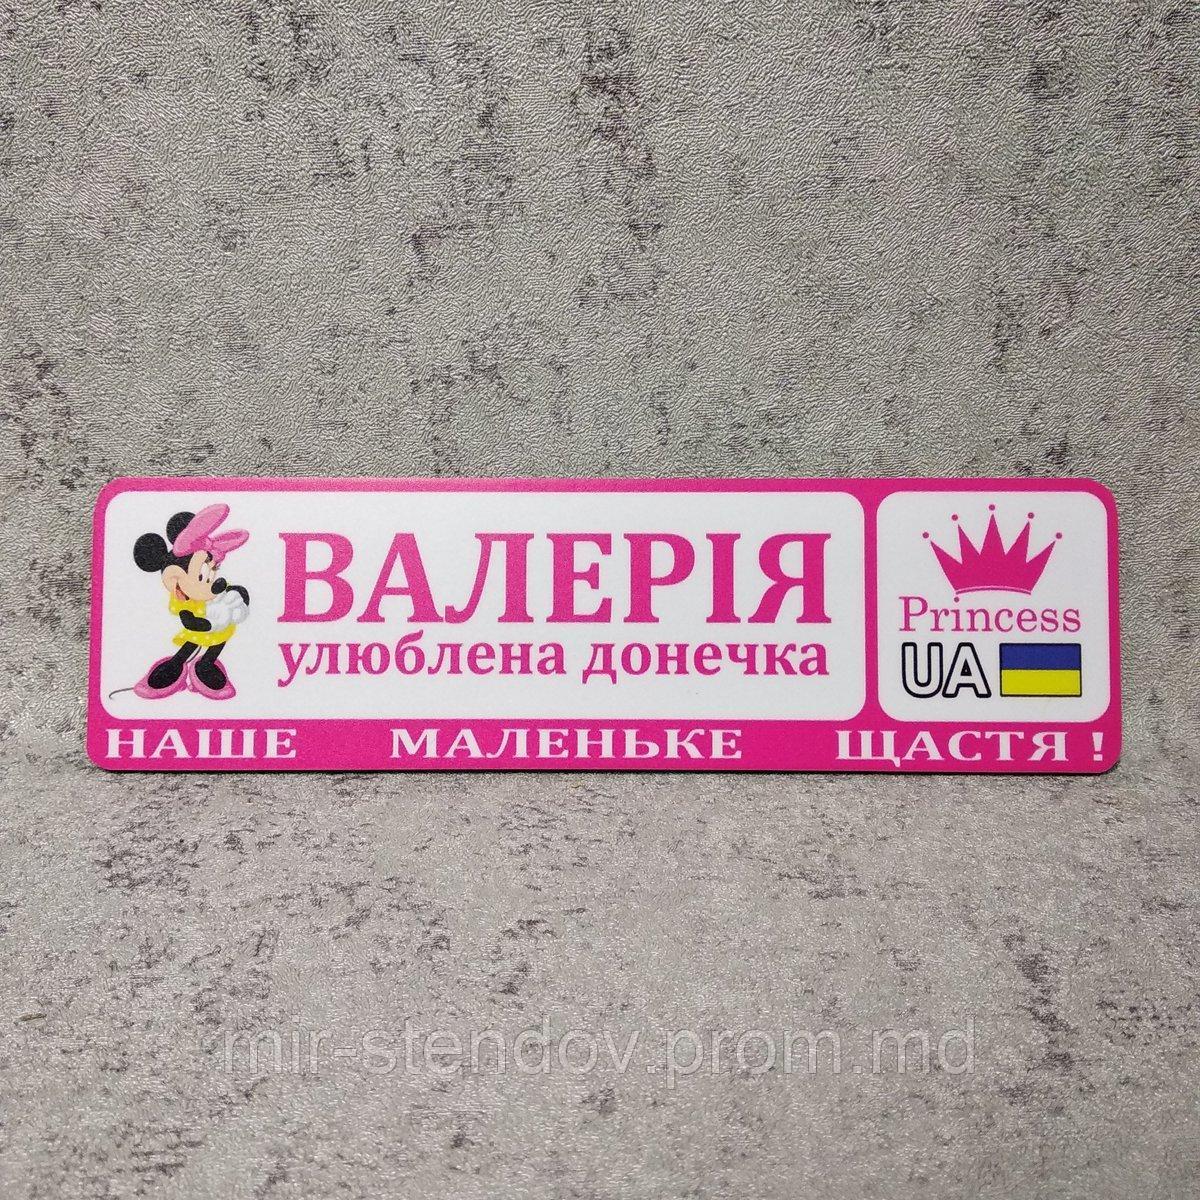 ВАЛЕРІЯ
улюблена донечка
Princess
UA
НАШЕ МАЛЕНЬКЕ ЩАСТЯ !
mir-stendov.prom.md